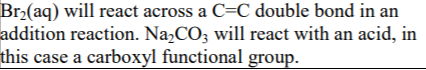 Br₂(aq) will react across a C=C double bond in an
addition reaction. Na₂CO₃ will react with an acid, in
this case a carboxyl functional group.